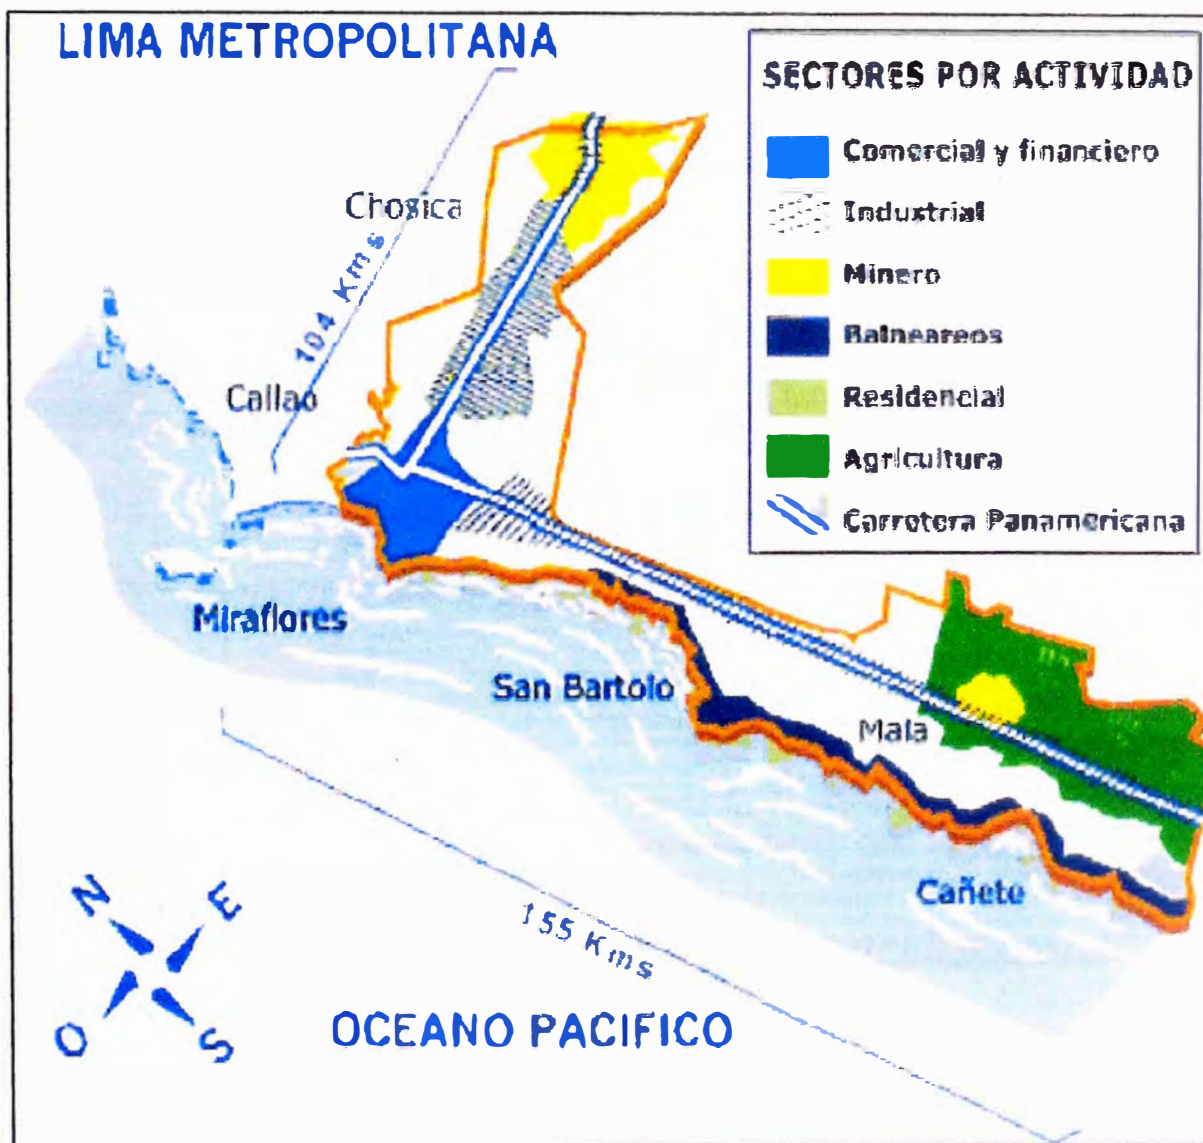 LIMA METROPOLITANA
SECTORES POR ACTIVIDAD
Comercial y financiero
Industrial
Minero
Balneareos
Residencial
Agricultura
Carretera Panamericana
Chosica
104 Kms
Callao
Miraflores
San Bartolo
Mala
Cañete
155 Kms
N
E
O
S
OCEANO PACIFICO